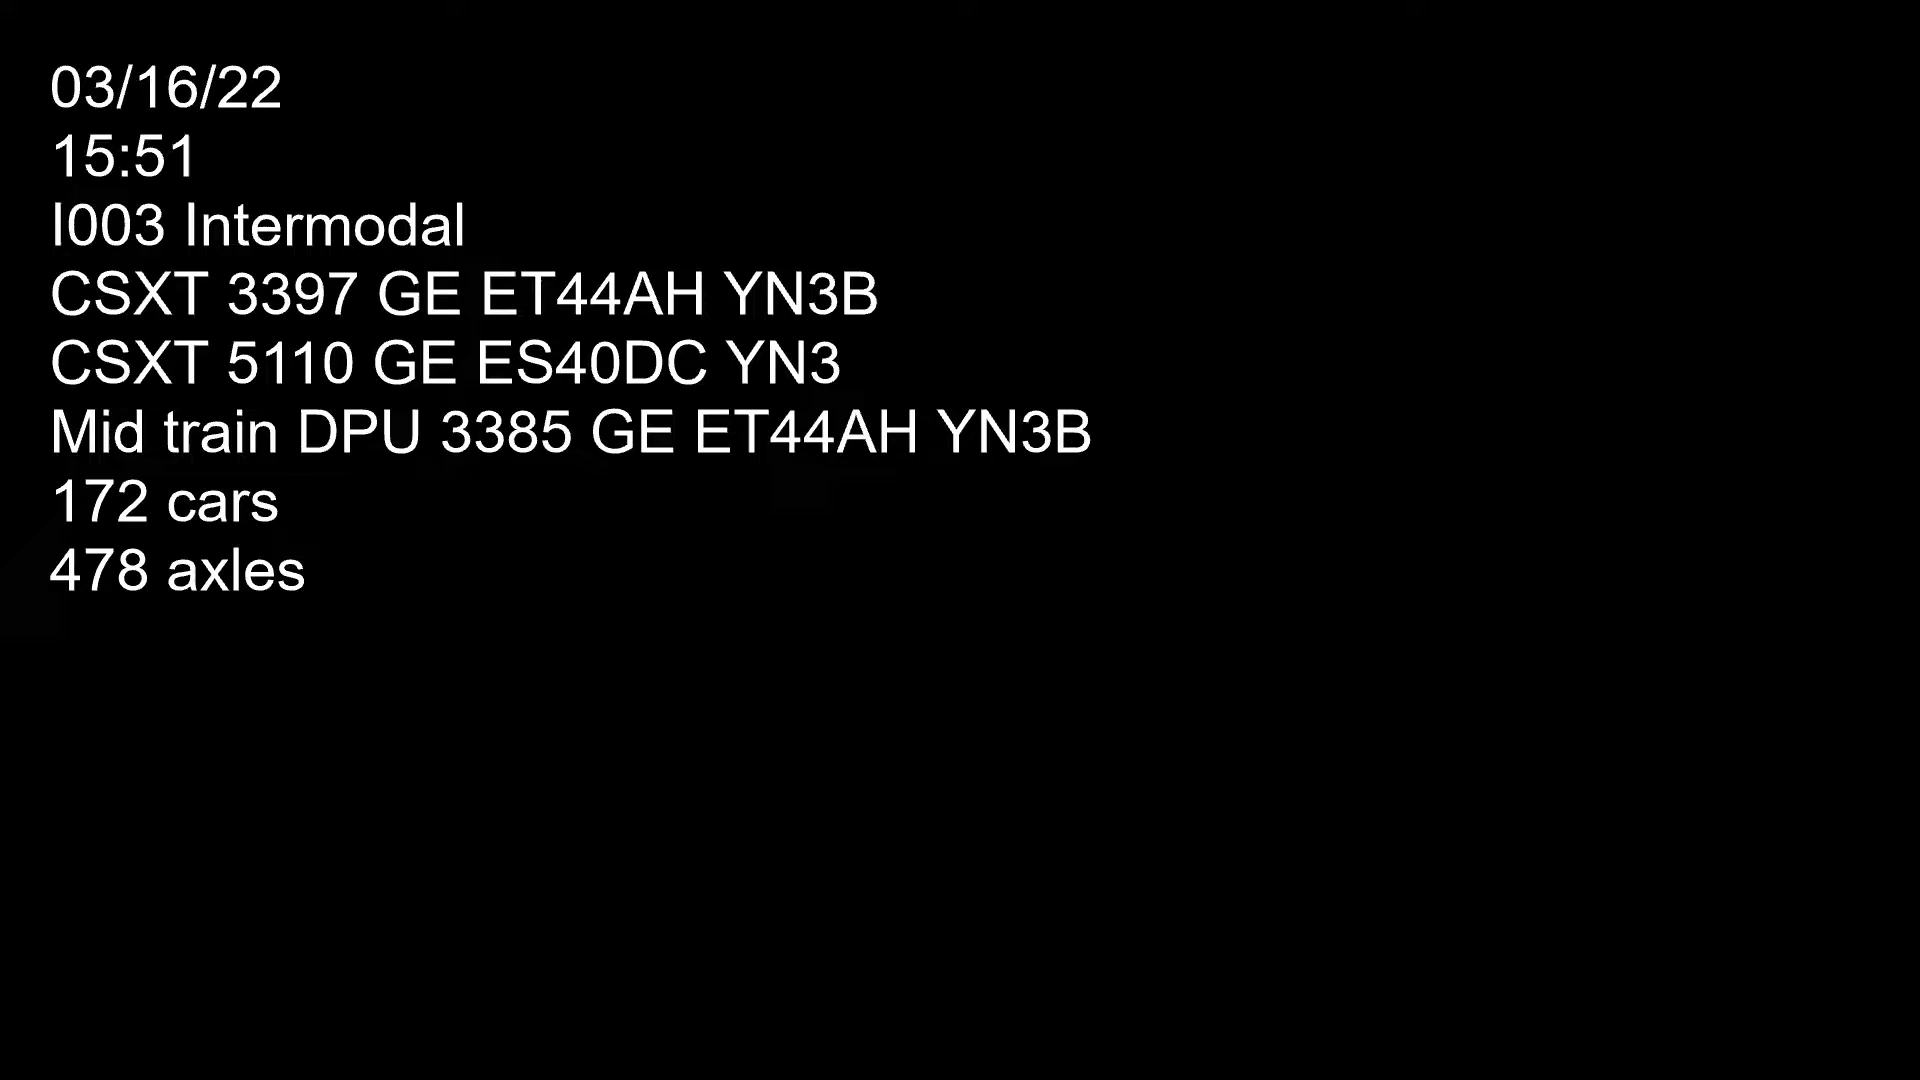 03/16/22
15:51
I003 Intermodal
CSXT 3397 GE ET44AH YN3B
CSXT 5110 GE ES40DC YN3
Mid train DPU 3385 GE ET44AH YN3B
172 cars
478 axles